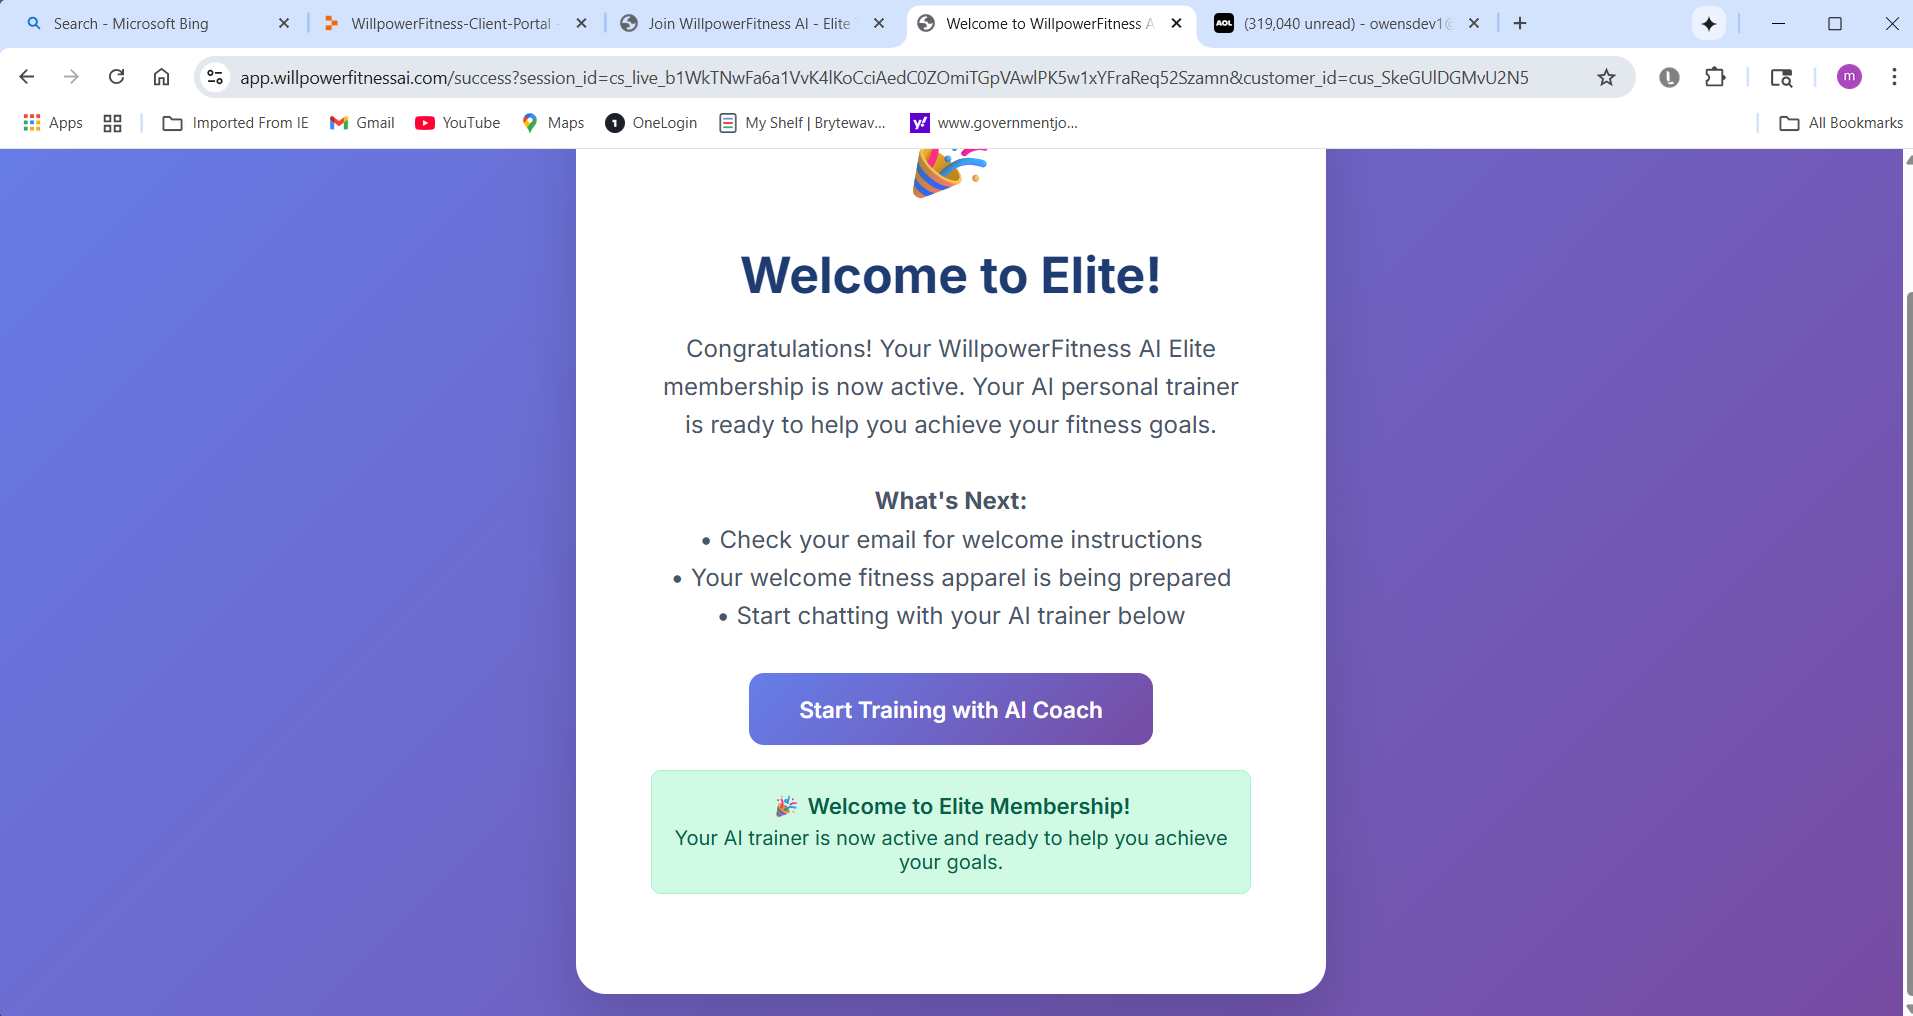 Search - Microsoft Bing
WillpowerFitness-Client-Portal -
Join WillpowerFitness AI - Elite
Welcome to WillpowerFitness A
AOL
(319,040 unread) - owensdev1@
app.willpowerfitnessai.com/success?session_id=cs_live_b1WkTNwFa6a1VvK4lKoCciAedC0ZOmiTGpVAwlPK5w1xYFraReq52Szamn&customer_id=cus_SkeGUlDGMvU2N5
L
m
Apps
Imported From IE
Gmail
YouTube
Maps
1
OneLogin
My Shelf | Brytewav...
y!
www.governmentjo...
All Bookmarks
Welcome to Elite!
Congratulations! Your WillpowerFitness AI Elite
membership is now active. Your AI personal trainer
is ready to help you achieve your fitness goals.
What's Next:
• Check your email for welcome instructions
• Your welcome fitness apparel is being prepared
• Start chatting with your AI trainer below
Start Training with AI Coach
🎉 Welcome to Elite Membership!
Your AI trainer is now active and ready to help you achieve
your goals.